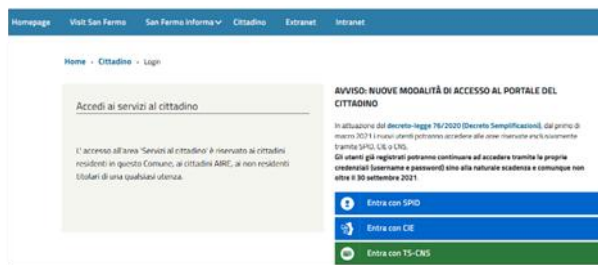 Homepage Visit San Fermo San Fermo Informa Cittadino Extranet Intranet
Home - Cittadino - Login
Accedi ai servizi al cittadino
L' accesso all'area 'Servizi al cittadino' è riservato ai cittadini
residenti in questo Comune, ai cittadini AIRE, ai non residenti
titolari di una qualsiasi utenza.
AVVISO: NUOVE MODALITÀ DI ACCESSO AL PORTALE DEL
CITTADINO
In attuazione del decreto-legge 76/2020 (Decreto Semplificazioni), dal primo di
marzo 2021 i nuovi utenti potranno accedere alle aree riservate esclusivamente
tramite SPID, CIE o CNS.
Gli utenti già registrati potranno continuare ad accedere tramite le proprie
credenziali (username e password) sino alla naturale scadenza e comunque non
oltre il 30 settembre 2021
Entra con SPID
Entra con CIE
Entra con TS-CNS